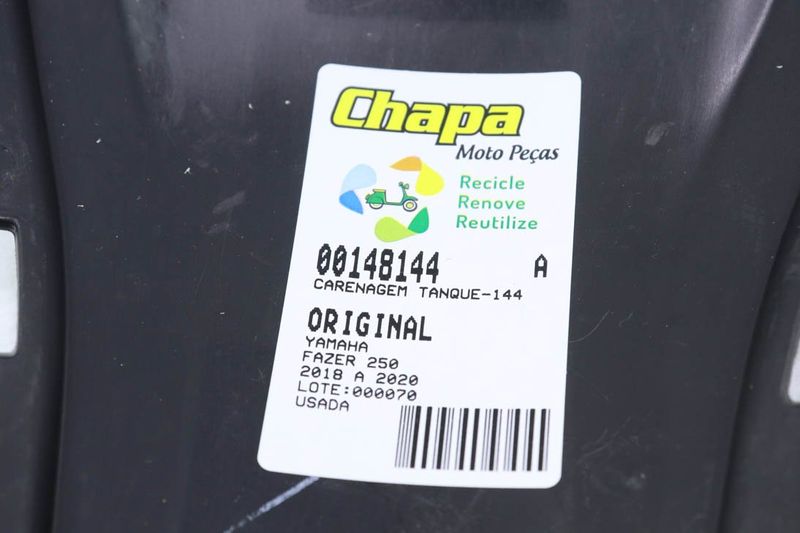 Chapa
Moto Peças
Recicle
Renove
Reutilize
00148144 A
CARENAGEM TANQUE-144
ORIGINAL
YAMAHA
FAZER 250
2018 A 2020
LOTE:000070
USADA